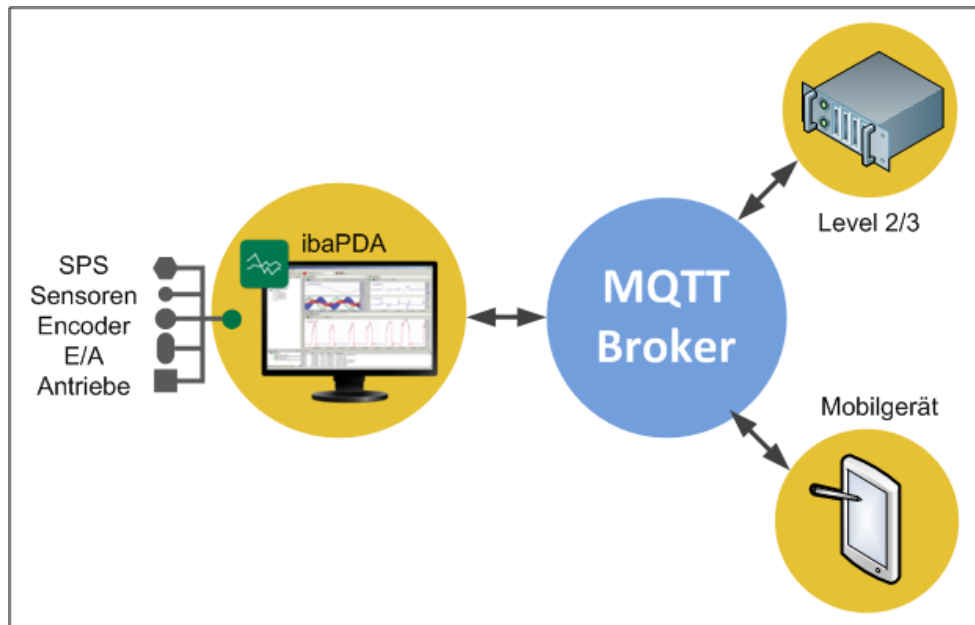 ibaPDA
SPS
Sensoren
Encoder
E/A
Antriebe
MQTT
Broker
Level 2/3
Mobilgerät